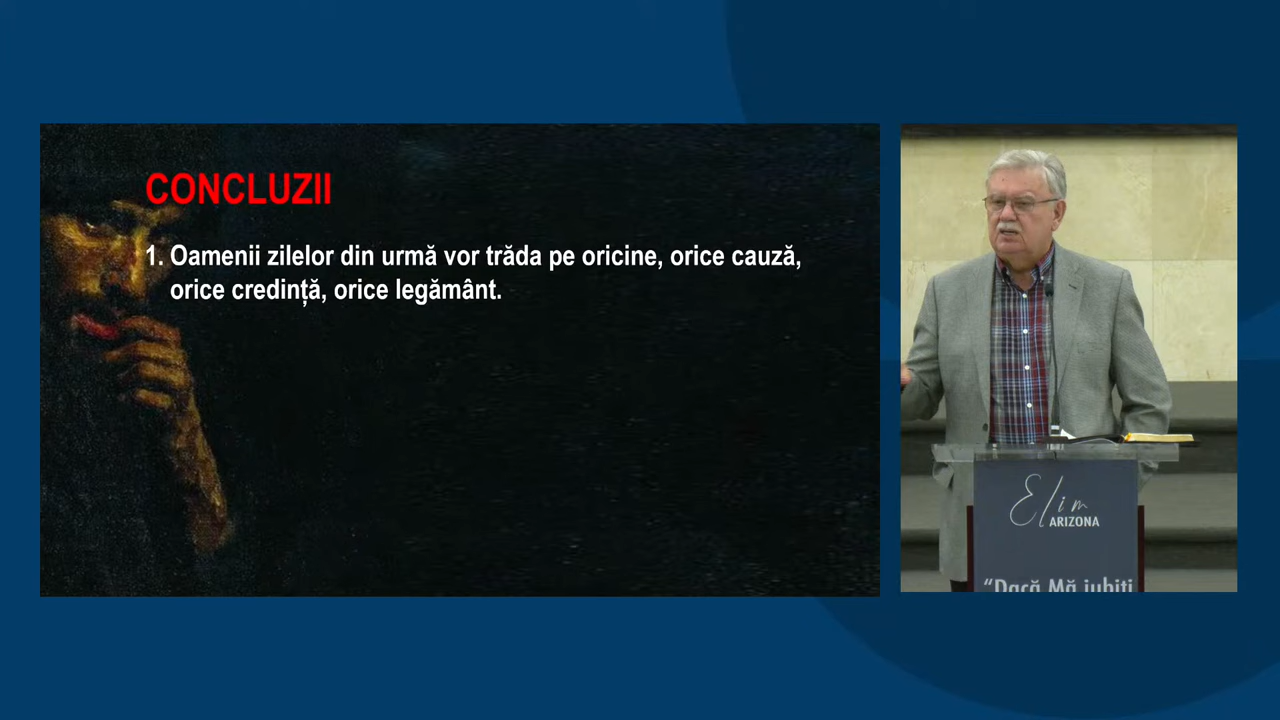 CONCLUZII
1. Oamenii zilelor din urmă vor trăda pe oricine, orice cauză,
orice credință, orice legământ.
Elim
ARIZONA
“Dacă Mă iubiți